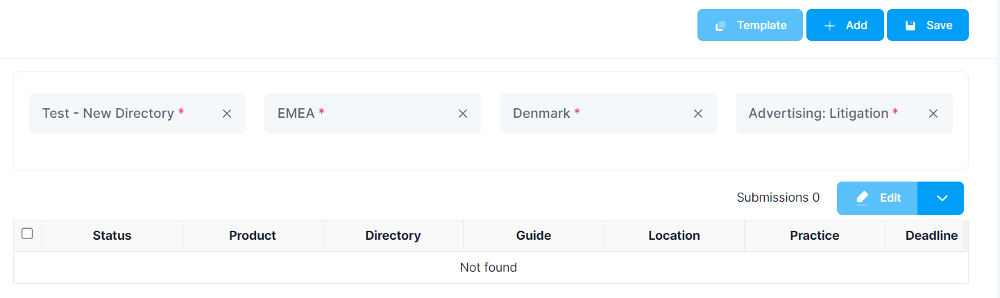 Template Add Save
Test - New Directory * EMEA * Denmark * Advertising: Litigation *
Submissions 0 Edit
Status Product Directory Guide Location Practice Deadline
Not found